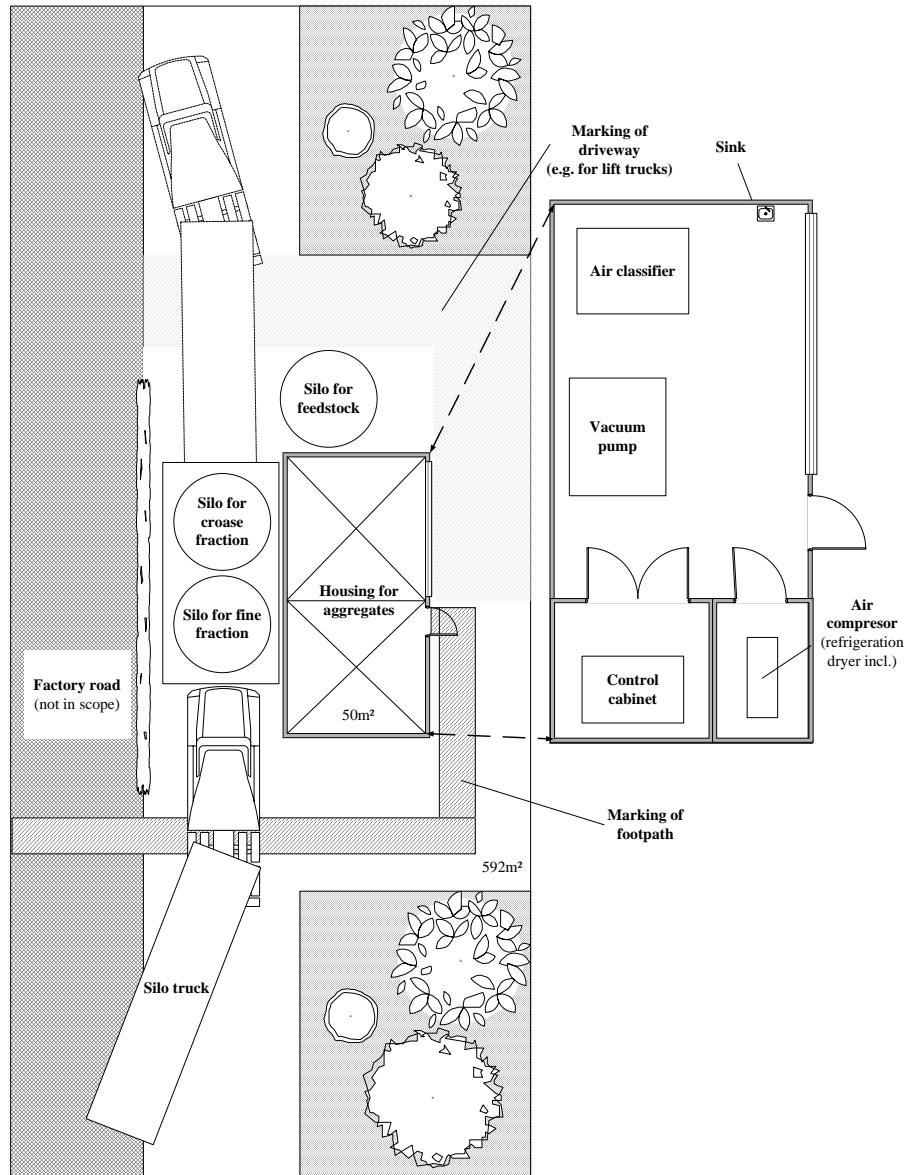 Marking of
driveway
(e.g. for lift trucks)
Sink
Air classifier
Silo for
feedstock
Vacuum
pump
Silo for
croase
fraction
Housing for
aggregates
Silo for fine
fraction
Air
compresor
(refrigeration
dryer incl.)
Factory road
(not in scope)
Control
cabinet
50m²
Marking of
footpath
592m²
Silo truck